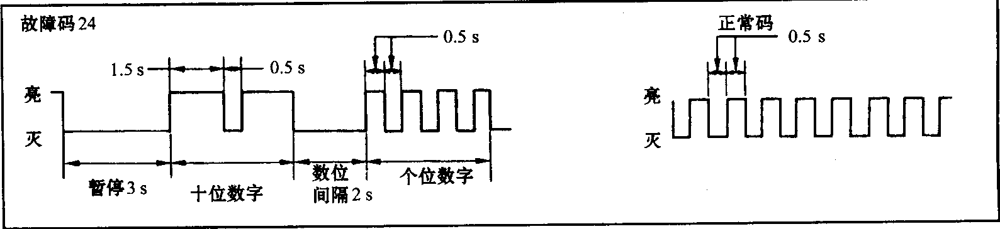 故障码24
1.5 s
0.5 s
0.5 s
亮
灭
暂停3 s
十位数字
数位
间隔2 s
个位数字
正常码
0.5 s
亮
灭